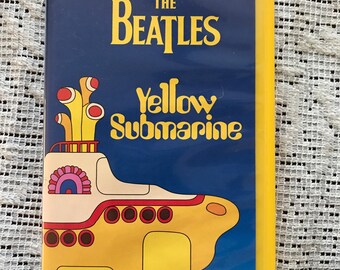 THE
BEATLES
Yellow
Submarine